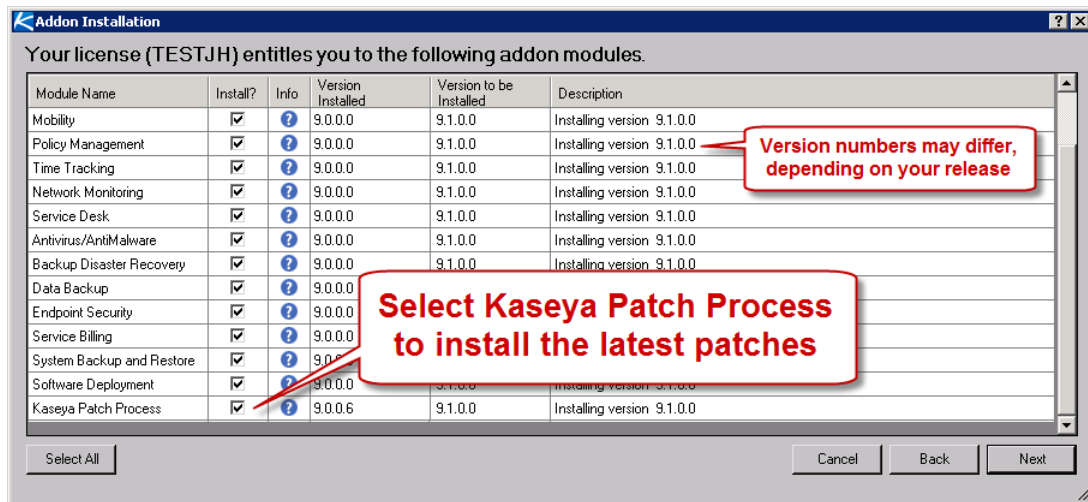 Addon Installation
Your license (TESTJH) entitles you to the following addon modules.
Module Name Install? Info Version Installed Version to be Installed Description
Mobility 9.0.0.0 9.1.0.0 Installing version 9.1.0.0
Policy Management 9.0.0.0 9.1.0.0 Installing version 9.1.0.0
Time Tracking 9.0.0.0 9.1.0.0 Installing version 9.1.0.0
Network Monitoring 9.0.0.0 9.1.0.0 Installing version 9.1.0.0
Service Desk 9.0.0.0 9.1.0.0 Installing version 9.1.0.0
Antivirus/AntiMalware 9.0.0.0 9.1.0.0 Installing version 9.1.0.0
Backup Disaster Recovery 9.0.0.0 9.1.0.0 Installing version 9.1.0.0
Data Backup 9.0.0.0
Endpoint Security 9.0.0.0
Service Billing 9.0.0.0
System Backup and Restore
Software Deployment 9.0.0.0 9.1.0.0 Installing version 9.1.0.0
Kaseya Patch Process 9.0.0.6 9.1.0.0 Installing version 9.1.0.0
Version numbers may differ,
depending on your release
Select Kaseya Patch Process
to install the latest patches
Select All Cancel Back Next